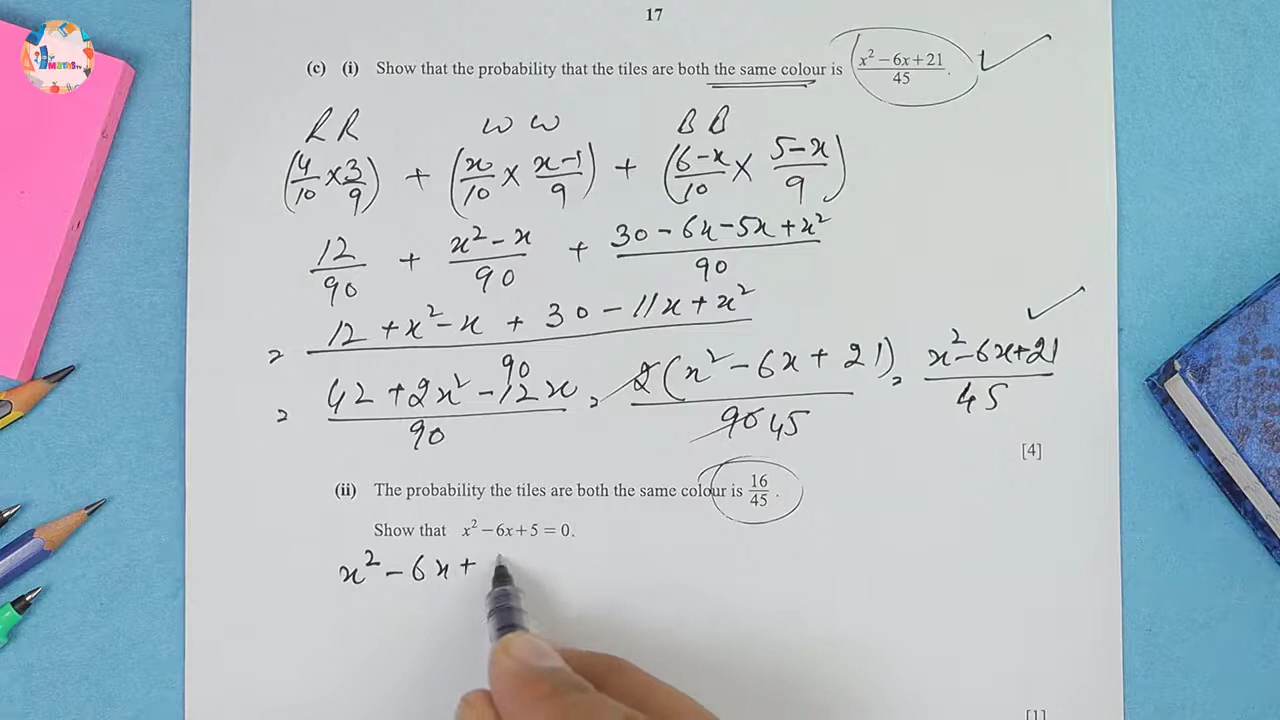 17
MATHSTV
(c) (i) Show that the probability that the tiles are both the same colour is x² − 6x + 21 / 45 .
R R W W B B
(4/10 × 3/9) + (x/10 × x−1/9) + (6−x/10 × 5−x/9)
12/90 + x² − x/90 + 30 − 6x − 5x + x²/90
= 12 + x² − x + 30 − 11x + x² / 90
= 42 + 2x² − 12x / 90 = 2(x² − 6x + 21) / 90 45 = x² − 6x + 21 / 45
[4]
(ii) The probability the tiles are both the same colour is 16/45 .
Show that x² − 6x + 5 = 0.
x² − 6x +
[1]